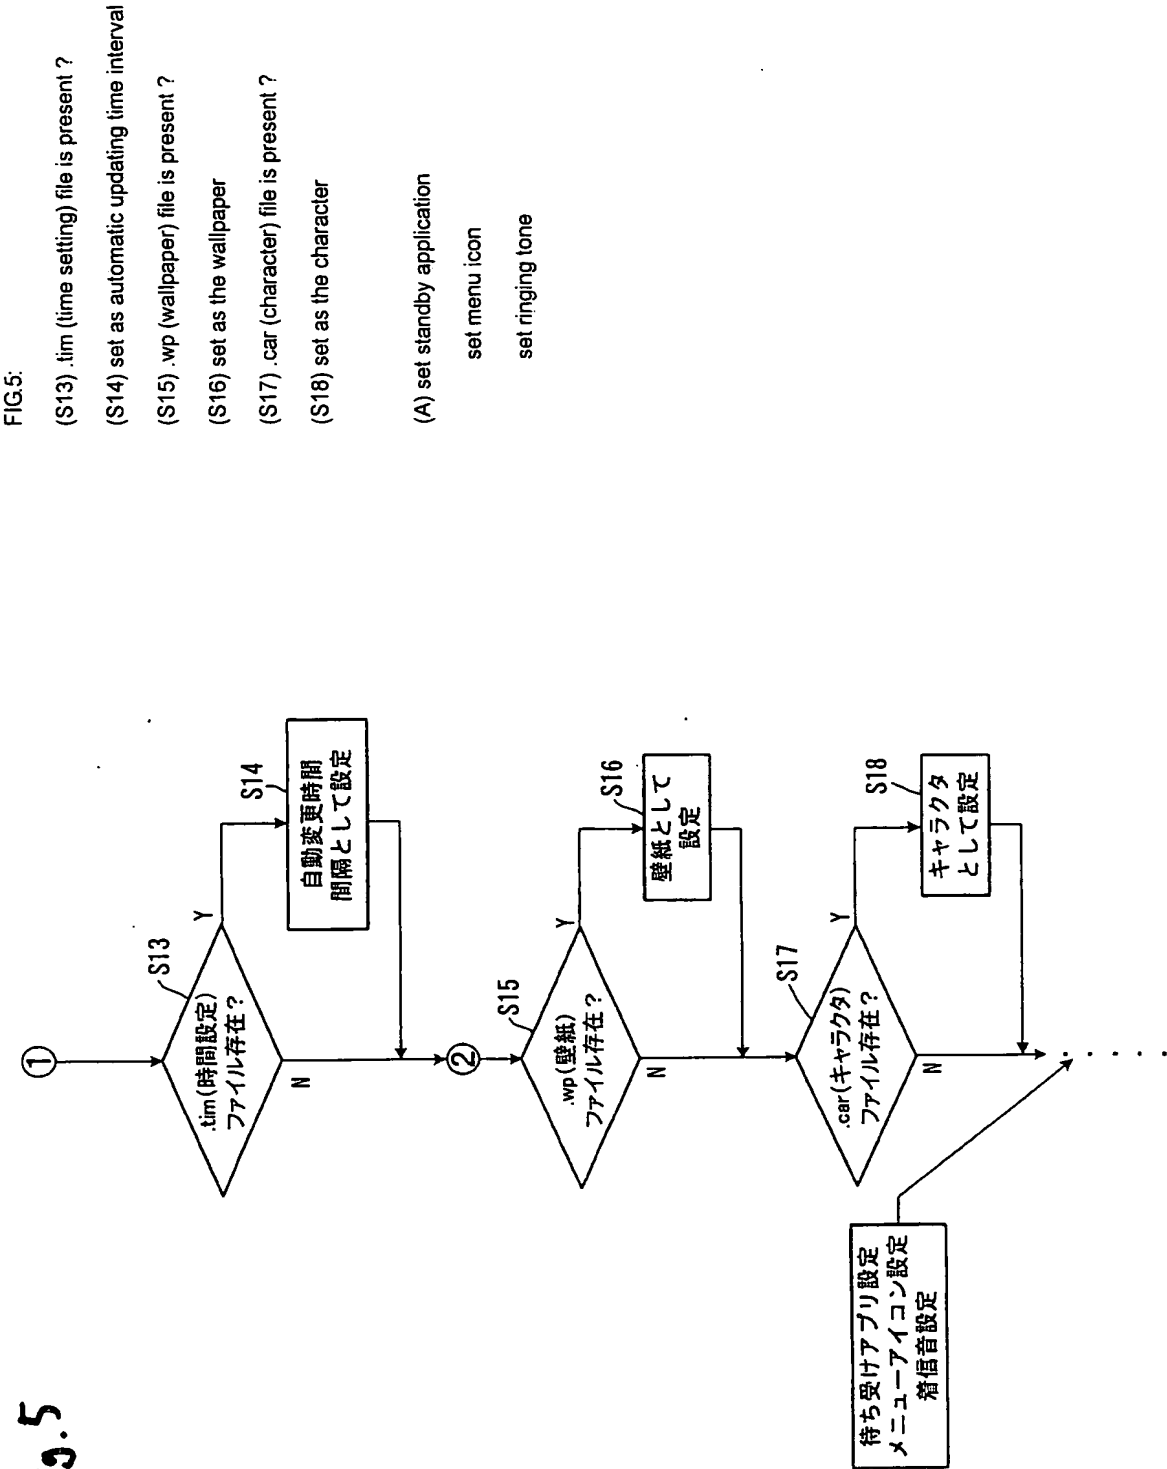 FIG.5:
(S13) .tim (time setting) file is present ?
(S14) set as automatic updating time interval
(S15) .wp (wallpaper) file is present ?
(S16) set as the wallpaper
(S17) .car (character) file is present ?
(S18) set as the character
(A) set standby application
set menu icon
set ringing tone
.5
①
S13
.tim(時間設定)
ファイル存在?
Y
N
S14
自動変更時間
間隔として設定
②
S15
.wp(壁紙)
ファイル存在?
Y
N
S16
壁紙として
設定
S17
.car(キャラクタ)
ファイル存在?
Y
N
S18
キャラクタ
として設定
待ち受けアプリ設定
メニューアイコン設定
着信音設定